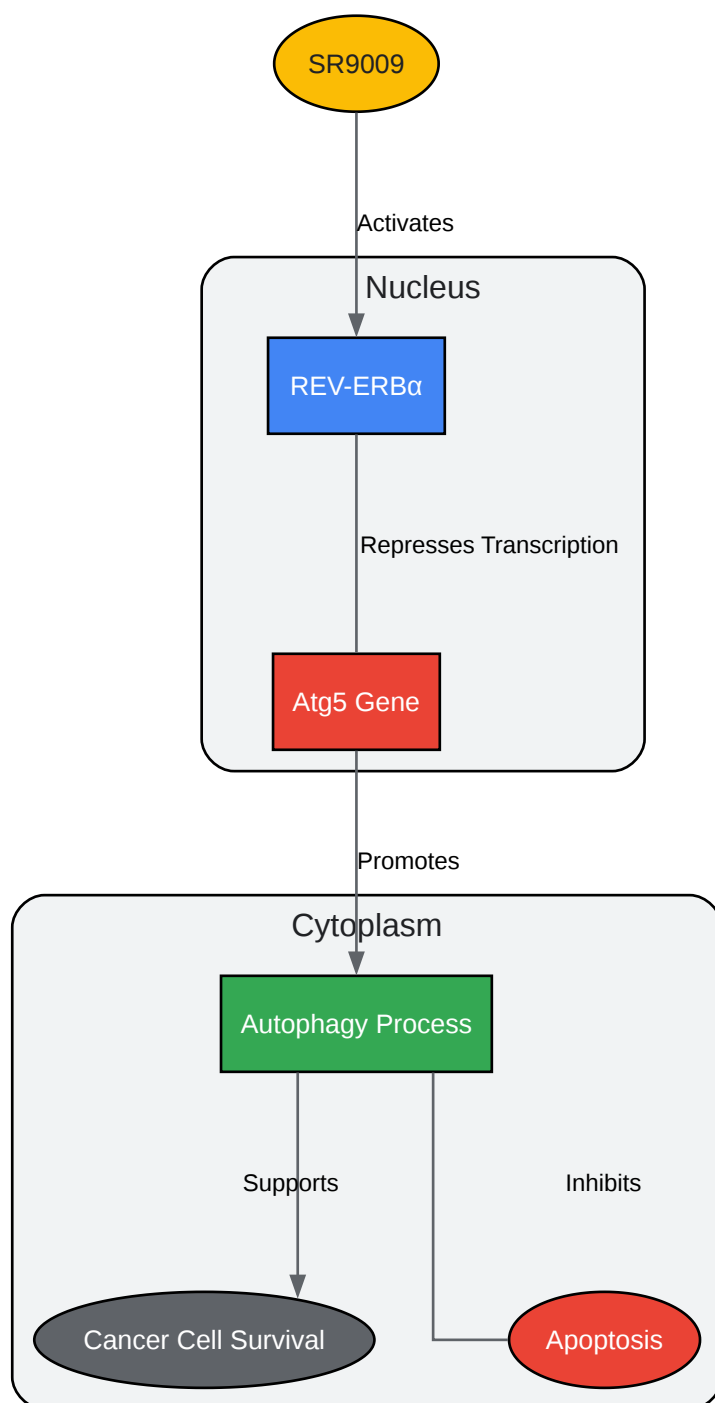 SR9009
Activates
Nucleus
REV-ERBα
Represses Transcription
Atg5 Gene
Promotes
Cytoplasm
Autophagy Process
Supports
Inhibits
Cancer Cell Survival
Apoptosis